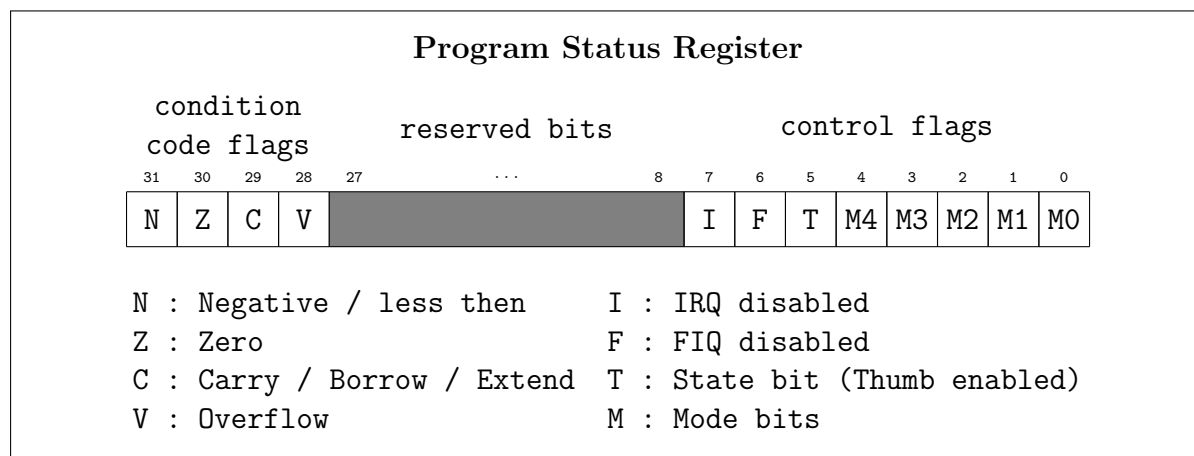 Program Status Register
condition
code flags
reserved bits
control flags
31 30 29 28 27 ... 8 7 6 5 4 3 2 1 0
N Z C V I F T M4 M3 M2 M1 M0
N : Negative / less then
Z : Zero
C : Carry / Borrow / Extend
V : Overflow
I : IRQ disabled
F : FIQ disabled
T : State bit (Thumb enabled)
M : Mode bits